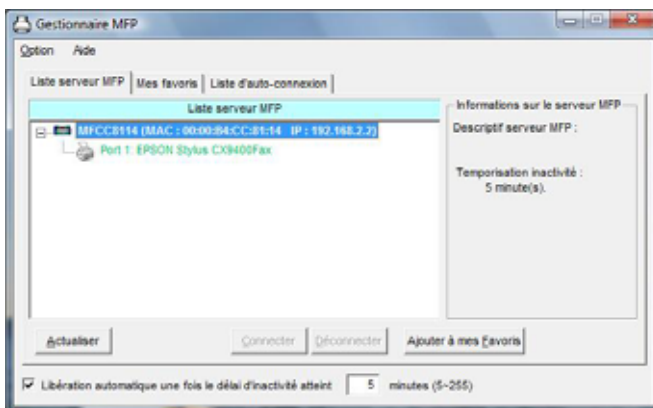 Gestionnaire MFP
Option Aide
Liste serveur MFP Mes favoris Liste d'auto-connexion
Liste serveur MFP
MFCC8114 (MAC : 00:00:B4:CC:81:14 IP : 192.168.2.2)
Port 1: EPSON Stylus CX9400Fax
Informations sur le serveur MFP
Descriptif serveur MFP :
Temporisation inactivité :
5 minute(s).
Actualiser Connecter Déconnecter Ajouter à mes Favoris
Libération automatique une fois le délai d'inactivité atteint 5 minutes (5~255)